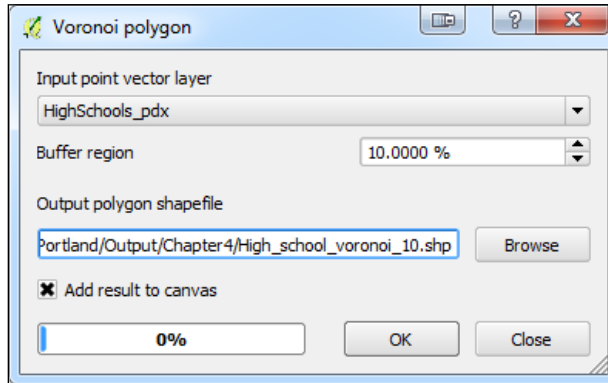 Voronoi polygon
Input point vector layer
HighSchools_pdx
Buffer region 10.0000 %
Output polygon shapefile
Portland/Output/Chapter4/High_school_voronoi_10.shp Browse
Add result to canvas
0% OK Close